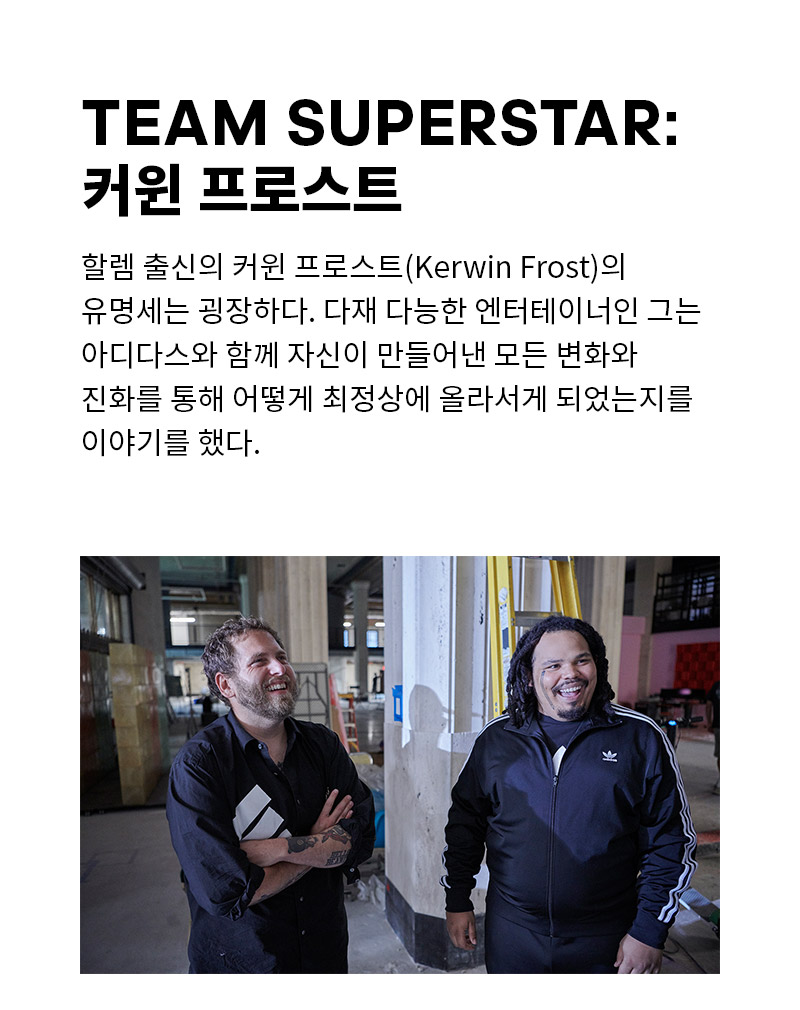 TEAM SUPERSTAR:
커윈 프로스트
할렘 출신의 커윈 프로스트(Kerwin Frost)의
유명세는 굉장하다. 다재 다능한 엔터테이너인 그는
아디다스와 함께 자신이 만들어낸 모든 변화와
진화를 통해 어떻게 최정상에 올라서게 되었는지를
이야기를 했다.